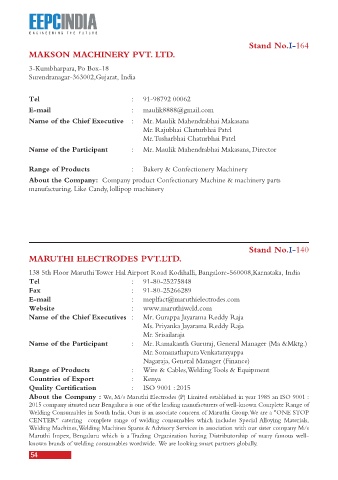 EEPC INDIA
ENGINEERING THE FUTURE
Stand No.I-164
MAKSON MACHINERY PVT. LTD.
3-Kumbharpara, Po Box-18
Surendranagar-363002,Gujarat, India
Tel : 91-98792 00062
E-mail : maulik8888@gmail.com
Name of the Chief Executive : Mr. Maulik Mahendrabhai Makasana
Mr. Rajubhai Chaturbhai Patel
Mr. Tusharbhai Chaturbhai Patel
Name of the Participant : Mr. Maulik Mahendrabhai Makasana, Director
Range of Products : Bakery & Confectionery Machinery
About the Company: Company product Confectionary Machine & machinery parts
manufacturing. Like Candy, lollipop machinery
Stand No.I-140
MARUTHI ELECTRODES PVT.LTD.
138 5th Floor Maruthi Tower Hal Airport Road Kodihalli, Bangalore-560008,Karnataka, India
Tel : 91-80-25275848
Fax : 91-80-25266289
E-mail : meplfact@maruthielectrodes.com
Website : www.maruthiweld.com
Name of the Chief Executives : Mr. Gurappa Jayarama Reddy Raja
Ms. Priyanka Jayarama Reddy Raja
Mr. Srisailaraja
Name of the Participant : Mr. Ramakanth Gururaj, General Manager (Ma &Mktg.)
Mr. Somanathapura Venkatarayappa
Nagaraja, General Manager (Finance)
Range of Products : Wire & Cables, Welding Tools & Equipment
Countries of Export : Kenya
Quality Certification : ISO 9001 : 2015
About the Company : We, M/s Maruthi Electrodes (P) Limited established in year 1985 an ISO 9001 :
2015 company situated near Bengaluru is one of the leading manufacturers of well-known Complete Range of
Welding Consumables in South India. Ours is an associate concern of Maruthi Group.We are a "ONE STOP
CENTER" catering complete range of welding consumables which includes Special Alloying Materials,
Welding Machines, Welding Machines Spares & Advisory Services in association with our sister company M/s
Maruthi Impex, Bengaluru which is a Trading Organization having Distributorship of many famous well-
known brands of welding consumables worldwide. We are looking smart partners globally.
54